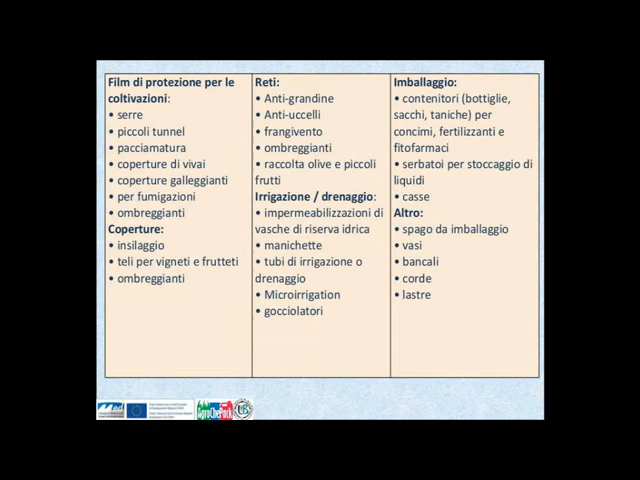 Film di protezione per le
coltivazioni:
• serre
• piccoli tunnel
• pacciamatura
• coperture di vivai
• coperture galleggianti
• per fumigazioni
• ombreggianti
Coperture:
• insilaggio
• teli per vigneti e frutteti
• ombreggianti
Reti:
• Anti-grandine
• Anti-uccelli
• frangivento
• ombreggianti
• raccolta olive e piccoli
frutti
Irrigazione / drenaggio:
• impermeabilizzazioni di
vasche di riserva idrica
• manichette
• tubi di irrigazione o
drenaggio
• Microirrigation
• gocciolatori
Imballaggio:
• contenitori (bottiglie,
sacchi, taniche) per
concimi, fertilizzanti e
fitofarmaci
• serbatoi per stoccaggio di
liquidi
• casse
Altro:
• spago da imballaggio
• vasi
• bancali
• corde
• lastre
AgroChePack